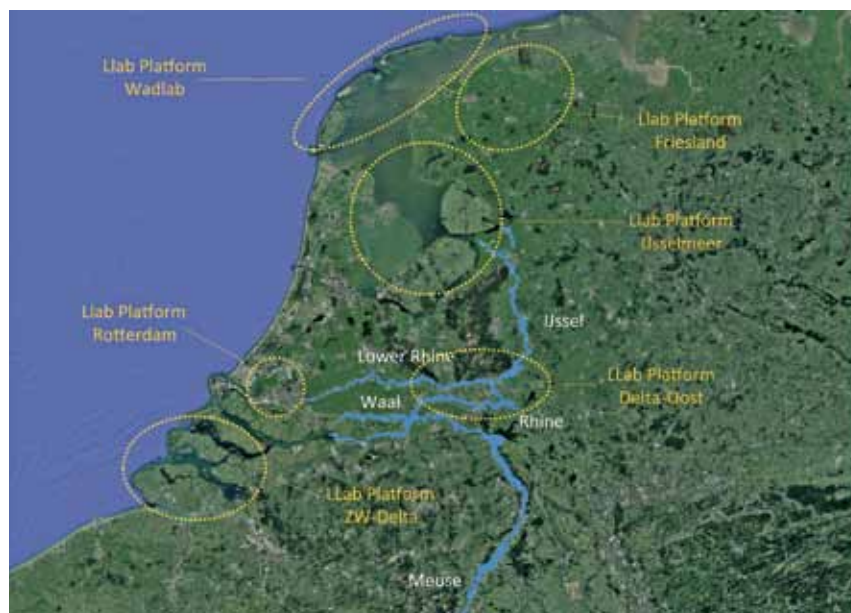 Llab Platform
Wadlab
Llab Platform
Friesland
Llab Platform
IJsselmeer
Llab Platform
Rotterdam
IJssel
Lower Rhine
LLab Platform
Delta-Oost
Waal
Rhine
LLab Platform
ZW-Delta
Meuse